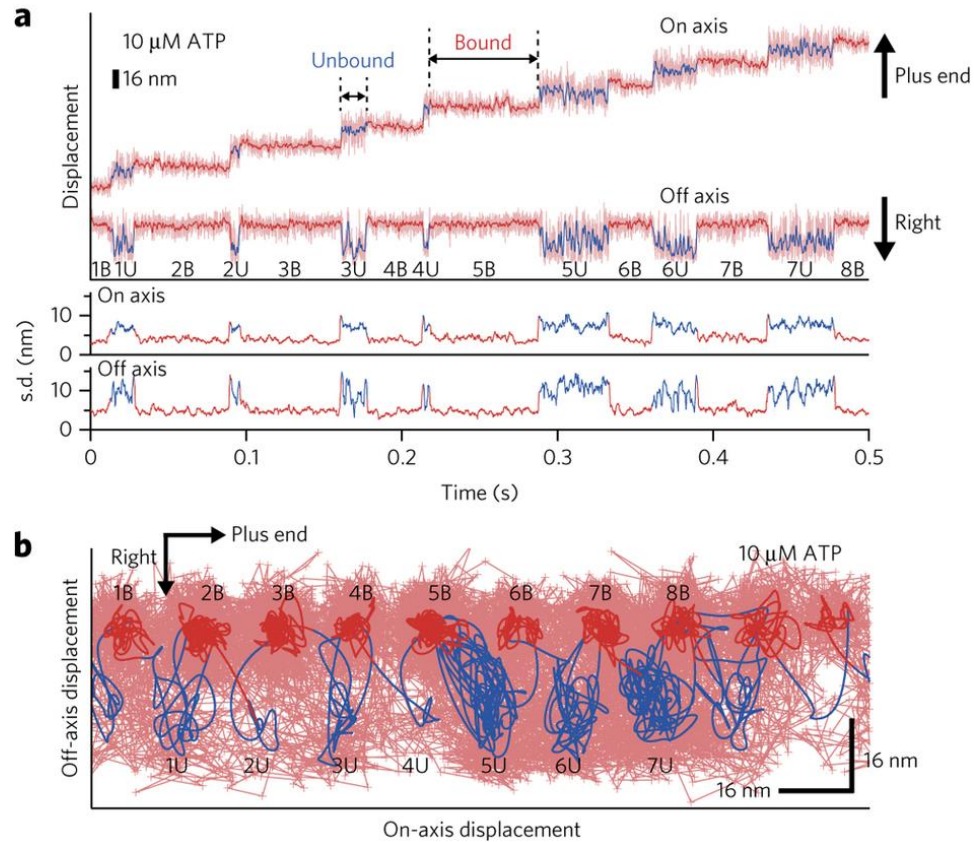 a
10 μM ATP
16 nm
Unbound
Bound
On axis
Plus end
Displacement
Off axis
Right
1B 1U 2B 2U 3B 3U 4B 4U 5B 5U 6B 6U 7B 7U 8B
On axis
10
0
Off axis
10
0
s.d. (nm)
0 0.1 0.2 0.3 0.4 0.5
Time (s)
b
Right
Plus end
10 μM ATP
1B 2B 3B 4B 5B 6B 7B 8B
Off-axis displacement
1U 2U 3U 4U 5U 6U 7U
16 nm
16 nm
On-axis displacement